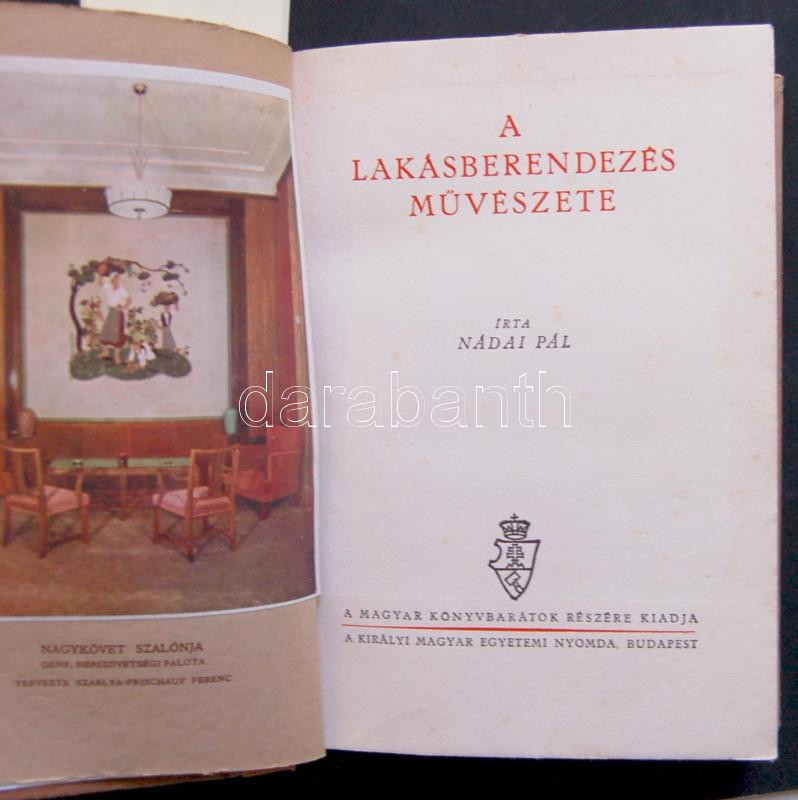 NAGYKÖVET SZALÓNJA
GENF, NÉPSZÖVETSÉGI PALOTA
TERVEZTE SZABLYA-FRISCHAUF FERENC
A
LAKÁSBERENDEZÉS
MŰVÉSZETE
ÍRTA
NÁDAI PÁL
darabanth
A MAGYAR KÖNYVBARÁTOK RÉSZÉRE KIADJA
A KIRÁLYI MAGYAR EGYETEMI NYOMDA, BUDAPEST